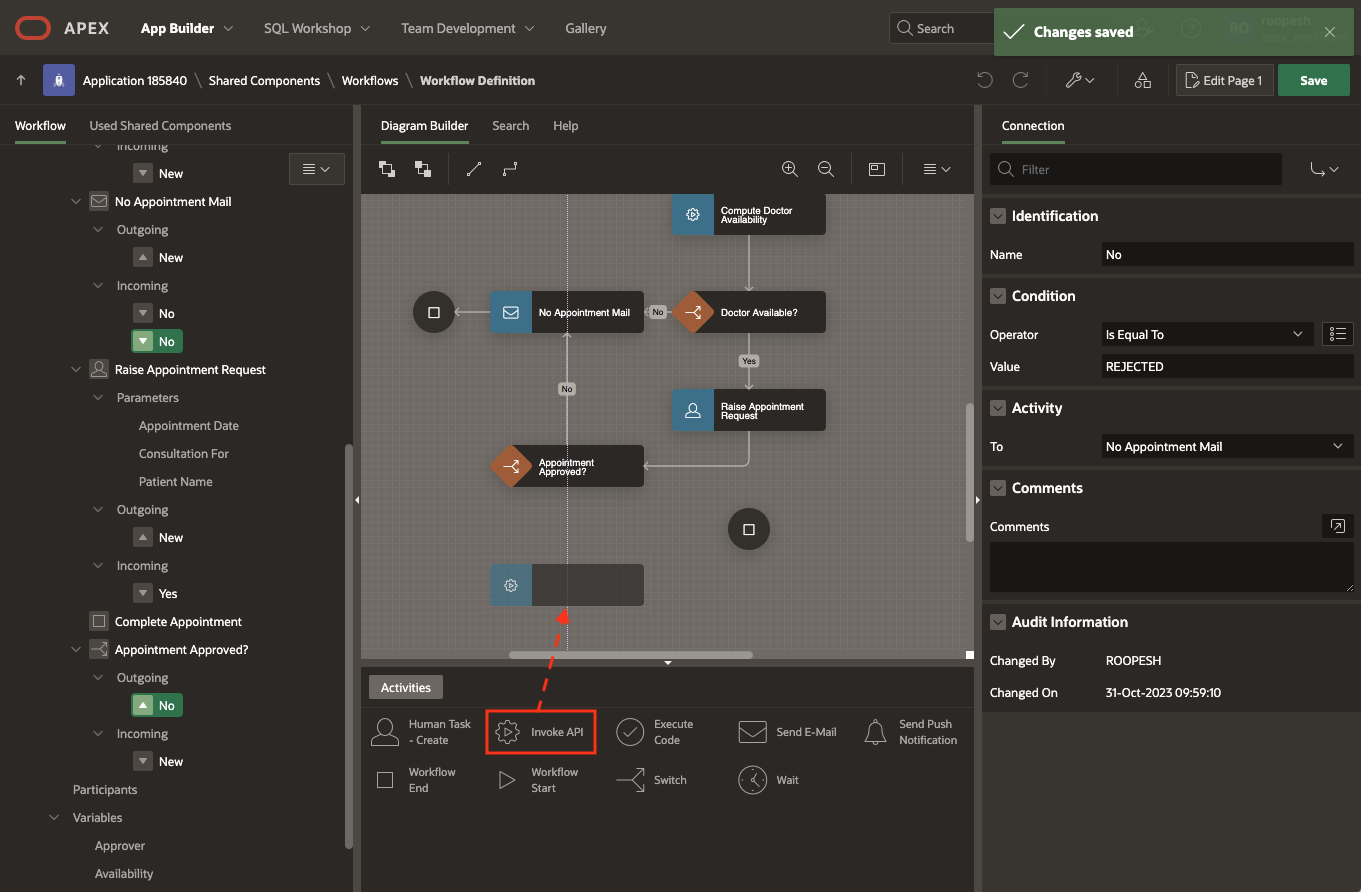 APEX
App Builder
SQL Workshop
Team Development
Gallery
Search
Changes saved
RO
roopesh
Application 185840 \ Shared Components \ Workflows \ Workflow Definition
Edit Page 1
Save
Workflow
Used Shared Components
Incoming
New
No Appointment Mail
Outgoing
New
Incoming
No
No
Raise Appointment Request
Parameters
Appointment Date
Consultation For
Patient Name
Outgoing
New
Incoming
Yes
Complete Appointment
Appointment Approved?
Outgoing
No
Incoming
New
Participants
Variables
Approver
Availability
Diagram Builder
Search
Help
Compute Doctor
Availability
No Appointment Mail
No
Doctor Available?
Yes
No
Raise Appointment
Request
Appointment
Approved?
Activities
Human Task
- Create
Invoke API
Execute
Code
Send E-Mail
Send Push
Notification
Workflow
End
Workflow
Start
Switch
Wait
Connection
Filter
Identification
Name
No
Condition
Operator
Is Equal To
Value
REJECTED
Activity
To
No Appointment Mail
Comments
Comments
Audit Information
Changed By
ROOPESH
Changed On
31-Oct-2023 09:59:10